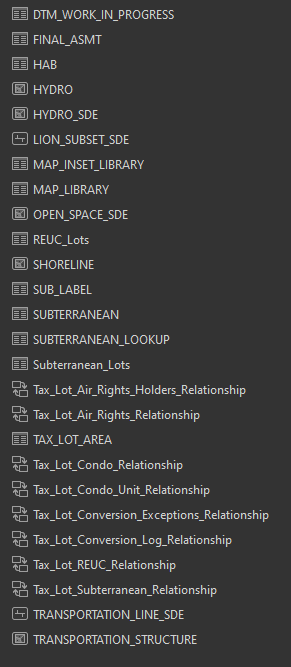 DTM_WORK_IN_PROGRESS
FINAL_ASMT
HAB
HYDRO
HYDRO_SDE
LION_SUBSET_SDE
MAP_INSET_LIBRARY
MAP_LIBRARY
OPEN_SPACE_SDE
REUC_Lots
SHORELINE
SUB_LABEL
SUBTERRANEAN
SUBTERRANEAN_LOOKUP
Subterranean_Lots
Tax_Lot_Air_Rights_Holders_Relationship
Tax_Lot_Air_Rights_Relationship
TAX_LOT_AREA
Tax_Lot_Condo_Relationship
Tax_Lot_Condo_Unit_Relationship
Tax_Lot_Conversion_Exceptions_Relationship
Tax_Lot_Conversion_Log_Relationship
Tax_Lot_REUC_Relationship
Tax_Lot_Subterranean_Relationship
TRANSPORTATION_LINE_SDE
TRANSPORTATION_STRUCTURE